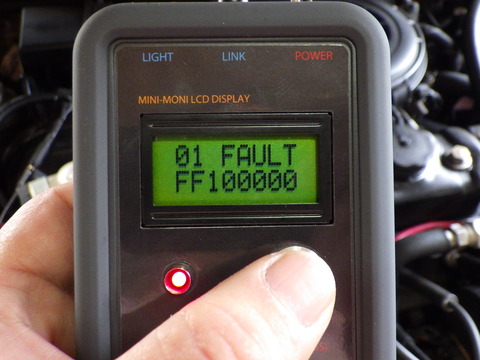 LIGHT LINK POWER
MINI-MONI LCD DISPLAY
01 FAULT
FF100000